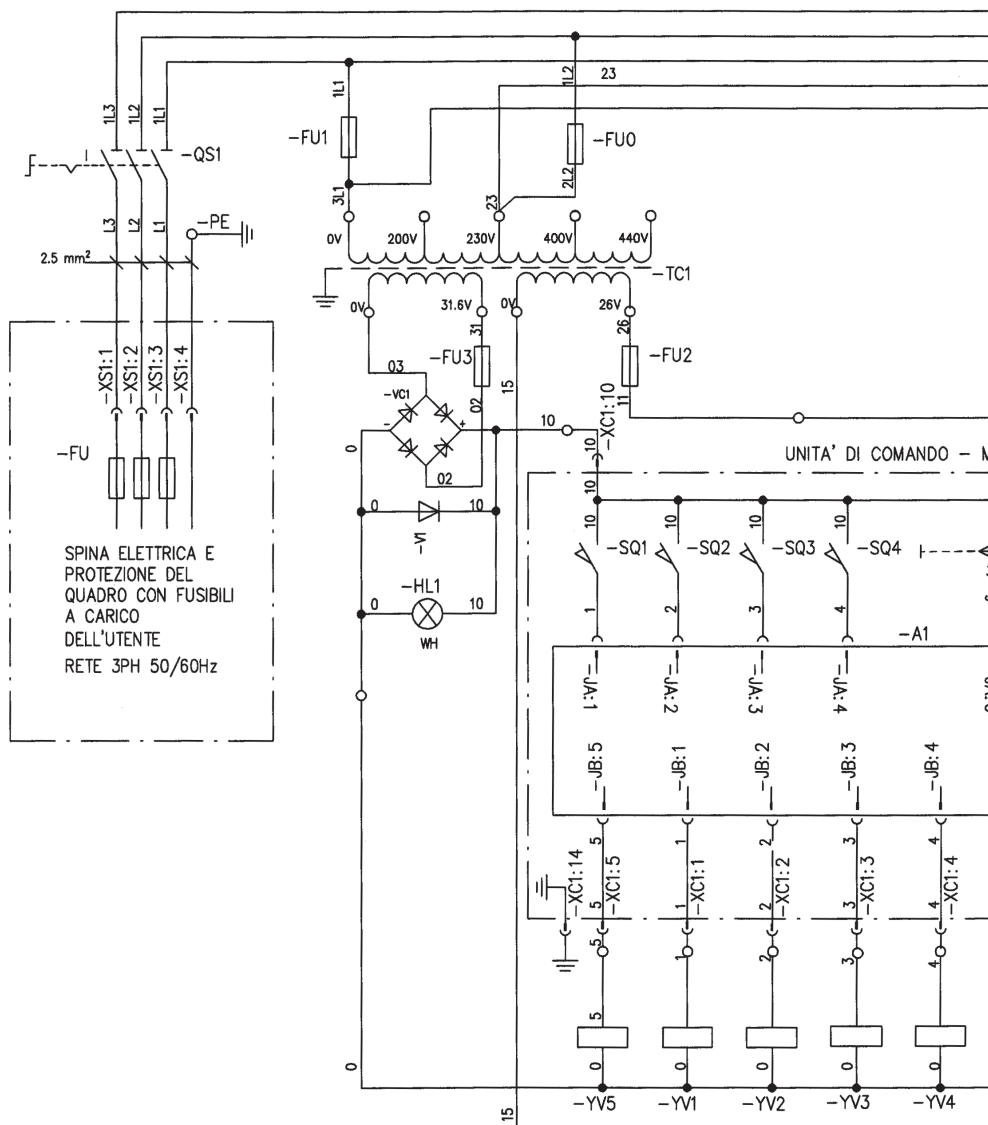 1L3
1L2
1L1
1L1
1L2
23
-FU1
-FU0
I
-QS1
3L1
2L2
23
L3
L2
L1
-PE
2.5 mm²
0V
200V
230V
400V
440V
-TC1
0V
31.6V
0V
26V
31
26
-XS1:1
-XS1:2
-XS1:3
-XS1:4
03
-FU3
-FU2
-VC1
02
15
11
-
+
10
10
-XC1:10
0
02
10
-FU
UNITA' DI COMANDO - M
0
10
-V1
10
10
10
10
-SQ1
-SQ2
-SQ3
-SQ4
SPINA ELETTRICA E
PROTEZIONE DEL
QUADRO CON FUSIBILI
A CARICO
DELL'UTENTE
RETE 3PH 50/60Hz
-HL1
0
10
WH
1
2
3
4
-A1
-JA:1
-JA:2
-JA:3
-JA:4
-JB:5
-JB:1
-JB:2
-JB:3
-JB:4
5
1
2
3
4
-XC1:14
-XC1:5
-XC1:1
-XC1:2
-XC1:3
-XC1:4
5
1
2
3
4
5
1
2
3
4
5
0
0
0
0
0
0
15
-YV5
-YV1
-YV2
-YV3
-YV4